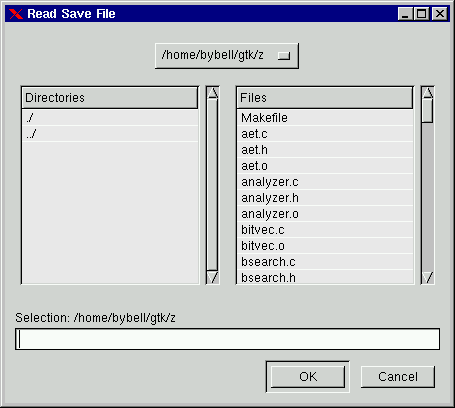 Read Save File
/home/bybell/gtk/z
Directories
./
../
Files
Makefile
aet.c
aet.h
aet.o
analyzer.c
analyzer.h
analyzer.o
bitvec.c
bitvec.o
bsearch.c
bsearch.h
Selection: /home/bybell/gtk/z
OK
Cancel